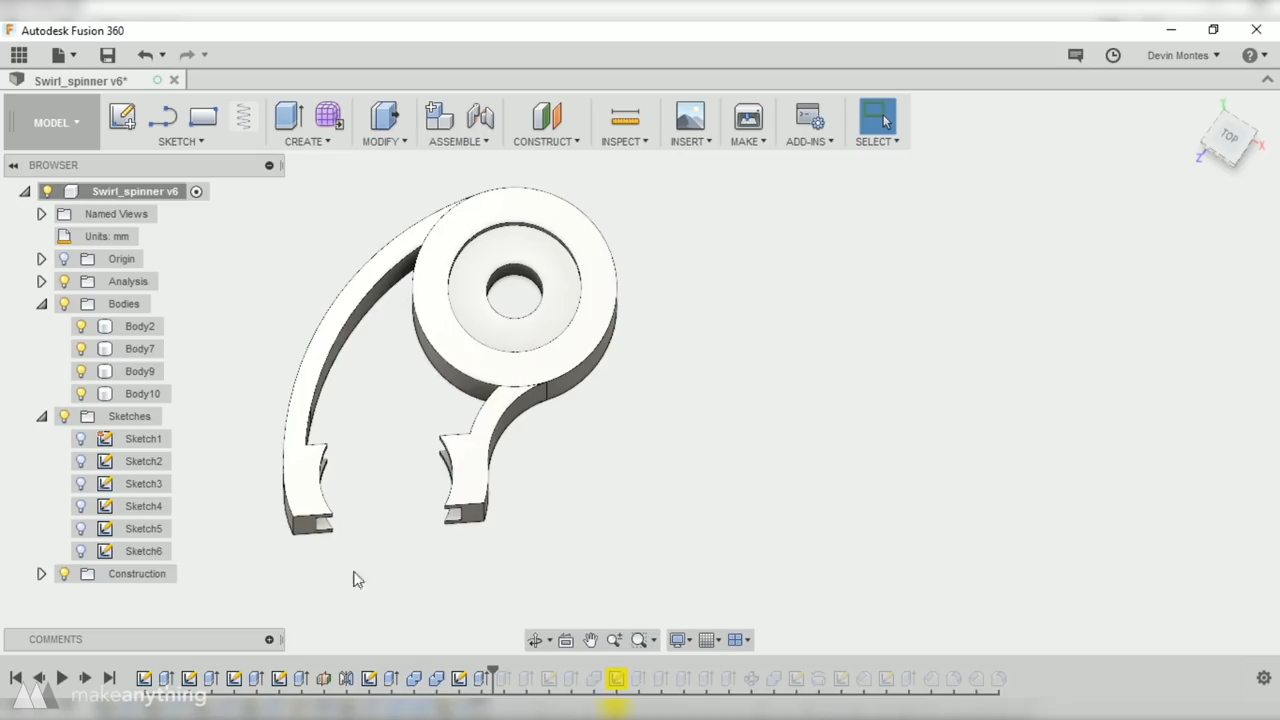 Autodesk Fusion 360
Devin Montes
Swirl_spinner v6*
MODEL
SKETCH
CREATE
MODIFY
ASSEMBLE
CONSTRUCT
INSPECT
INSERT
MAKE
ADD-INS
SELECT
Y
TOP
X
Z
BROWSER
Swirl_spinner v6
Named Views
Units: mm
Origin
Analysis
Bodies
Body2
Body7
Body9
Body10
Sketches
Sketch1
Sketch2
Sketch3
Sketch4
Sketch5
Sketch6
Construction
COMMENTS
makeanything